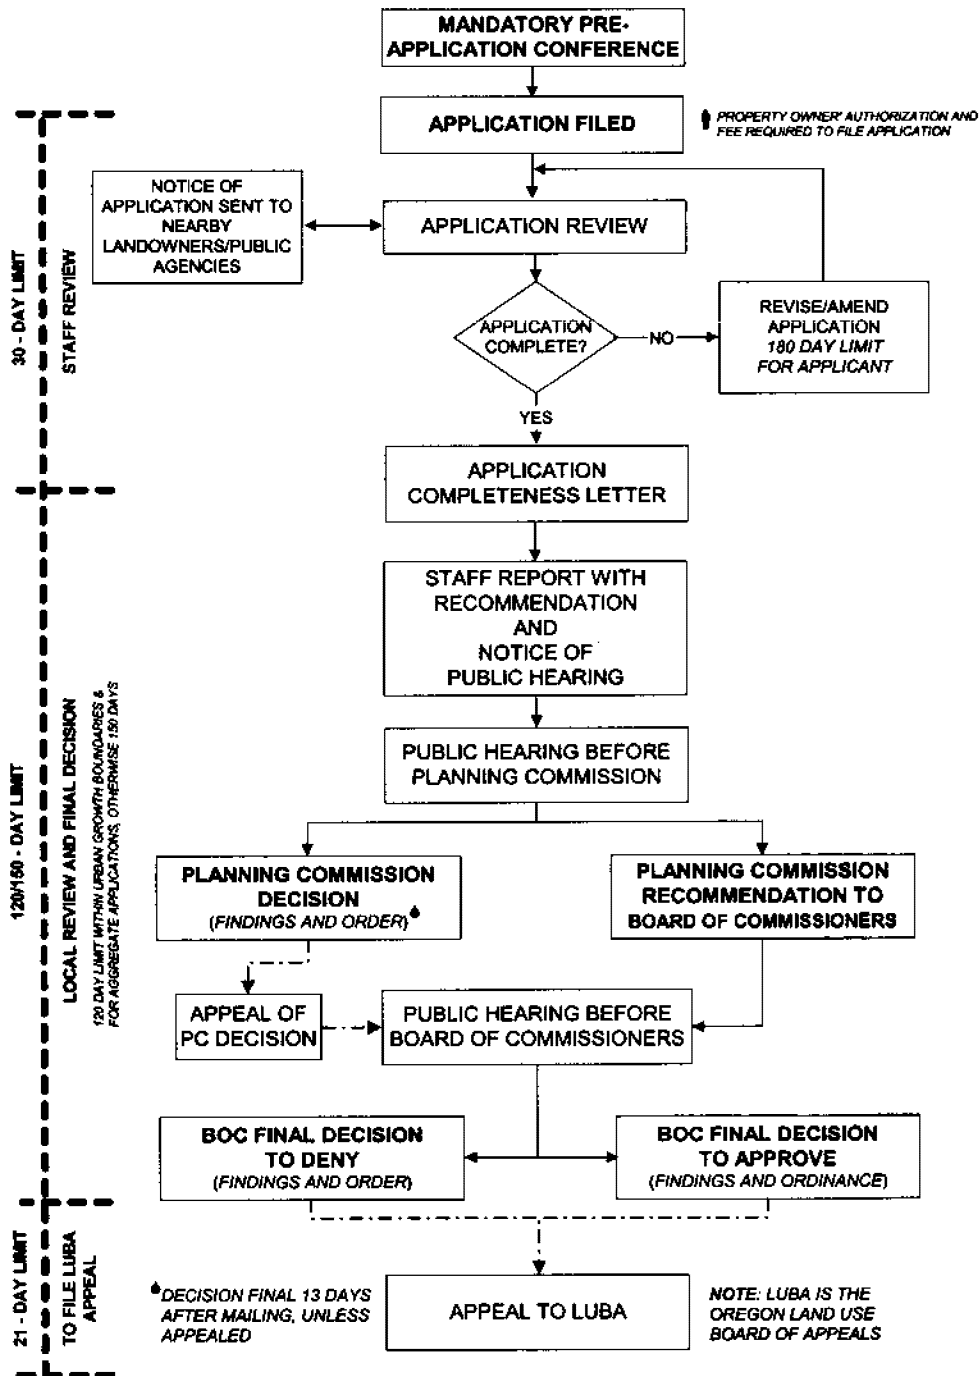 MANDATORY PRE-
APPLICATION CONFERENCE
APPLICATION FILED
PROPERTY OWNER AUTHORIZATION AND
FEE REQUIRED TO FILE APPLICATION
NOTICE OF
APPLICATION SENT TO
NEARBY
LANDOWNERS/PUBLIC
AGENCIES
APPLICATION REVIEW
30 - DAY LIMIT
STAFF REVIEW
APPLICATION
COMPLETE?
NO
REVISE/AMEND
APPLICATION
180 DAY LIMIT
FOR APPLICANT
YES
APPLICATION
COMPLETENESS LETTER
STAFF REPORT WITH
RECOMMENDATION
AND
NOTICE OF
PUBLIC HEARING
120/150 - DAY LIMIT
LOCAL REVIEW AND FINAL DECISION
120 DAY LIMIT WITHIN URBAN GROWTH BOUNDARIES &
FOR AGGREGATE APPLICATIONS, OTHERWISE 150 DAYS
PUBLIC HEARING BEFORE
PLANNING COMMISSION
PLANNING COMMISSION
DECISION
(FINDINGS AND ORDER)
PLANNING COMMISSION
RECOMMENDATION TO
BOARD OF COMMISSIONERS
APPEAL OF
PC DECISION
PUBLIC HEARING BEFORE
BOARD OF COMMISSIONERS
BOC FINAL DECISION
TO DENY
(FINDINGS AND ORDER)
BOC FINAL DECISION
TO APPROVE
(FINDINGS AND ORDINANCE)
21 - DAY LIMIT
TO FILE LUBA
APPEAL
DECISION FINAL 13 DAYS
AFTER MAILING, UNLESS
APPEALED
APPEAL TO LUBA
NOTE: LUBA IS THE
OREGON LAND USE
BOARD OF APPEALS